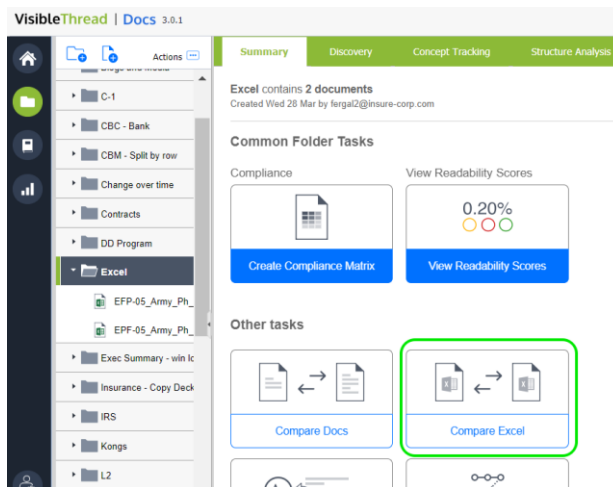 VisibleThread | Docs 3.0.1
Actions
Summary
Discovery
Concept Tracking
Structure Analysis
C-1
CBC - Bank
CBM - Split by row
Change over time
Contracts
DD Program
Excel
EFP-05_Army_Ph_
EPF-05_Army_Ph_
Exec Summary - win lo
Insurance - Copy Deck
IRS
Kongs
L2
Excel contains 2 documents
Created Wed 28 Mar by fergal2@insure-corp.com
Common Folder Tasks
Compliance
View Readability Scores
0.20%
Create Compliance Matrix
View Readability Scores
Other tasks
Compare Docs
Compare Excel